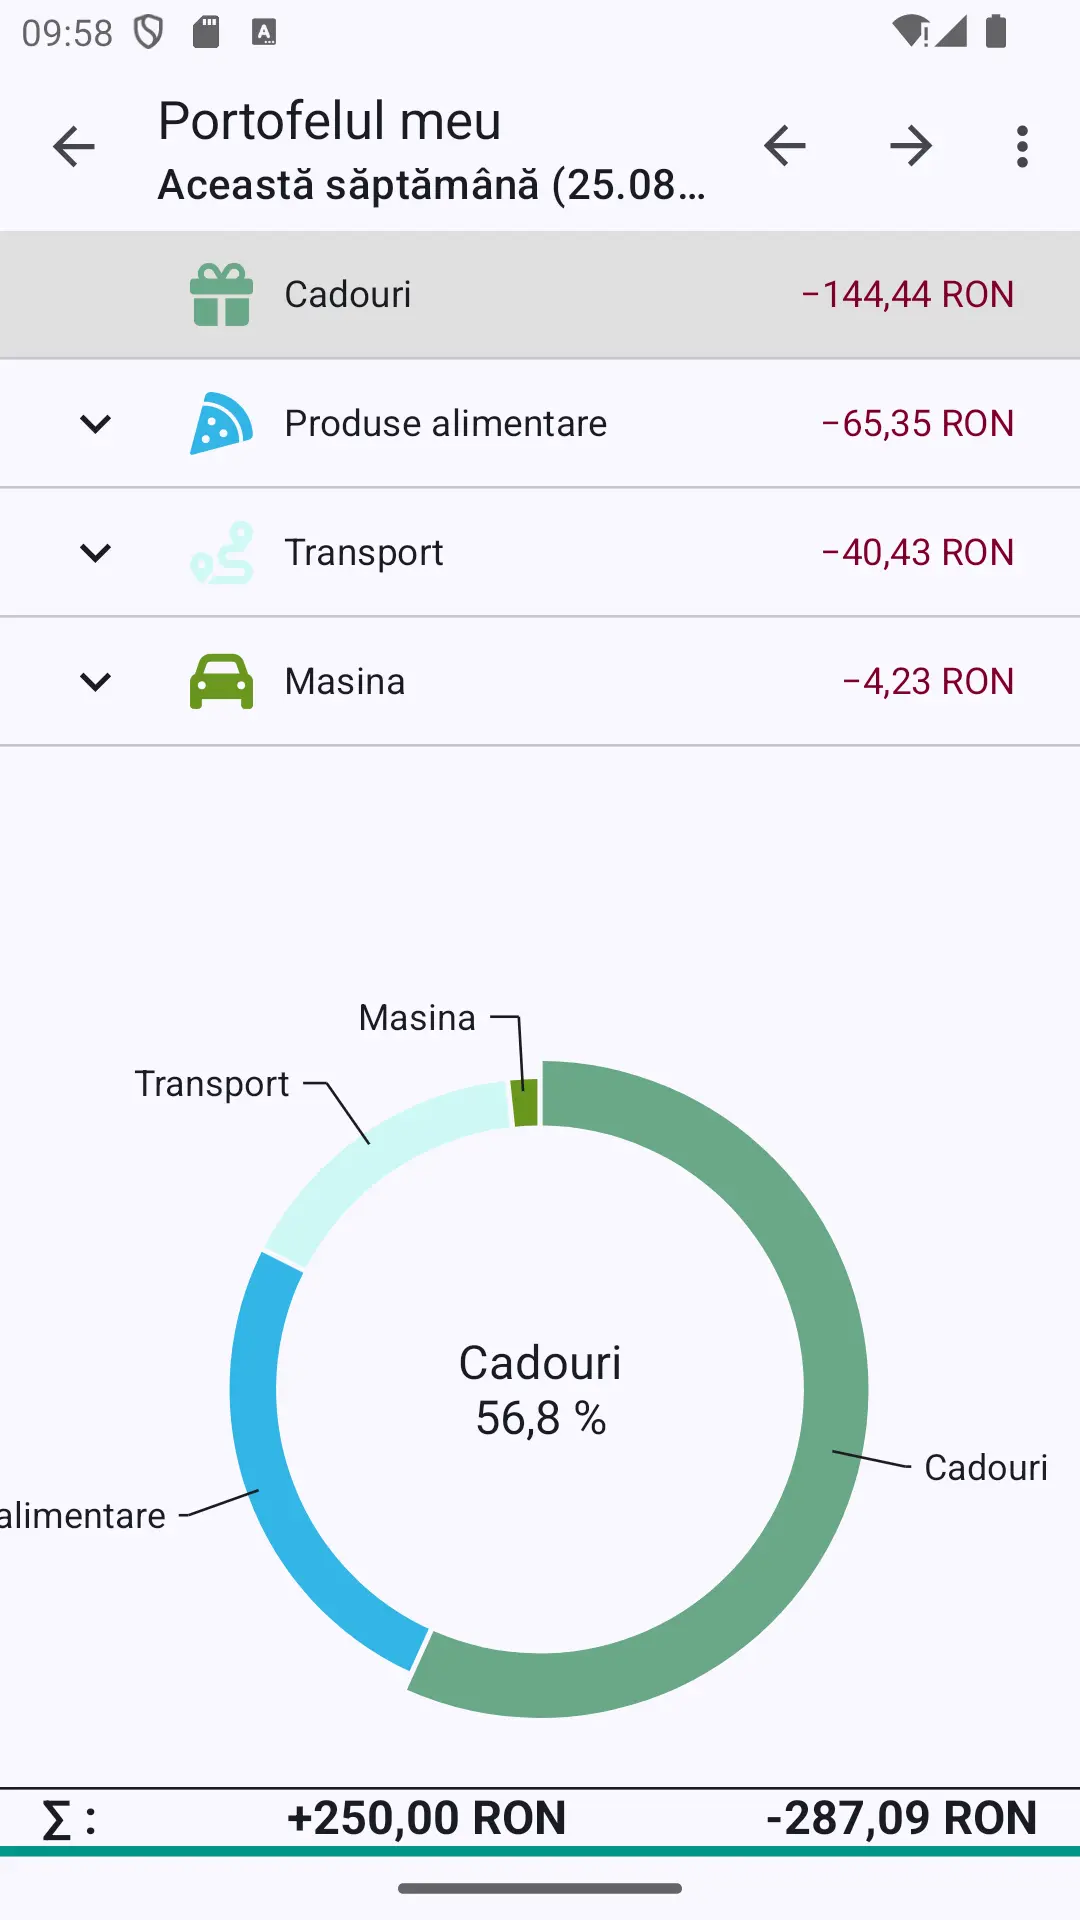 09:58
Portofelul meu
Această săptămână (25.08…
Cadouri −144,44 RON
Produse alimentare −65,35 RON
Transport −40,43 RON
Masina −4,23 RON
Masina
Transport
Cadouri
56,8 %
Cadouri
alimentare
Σ : +250,00 RON -287,09 RON